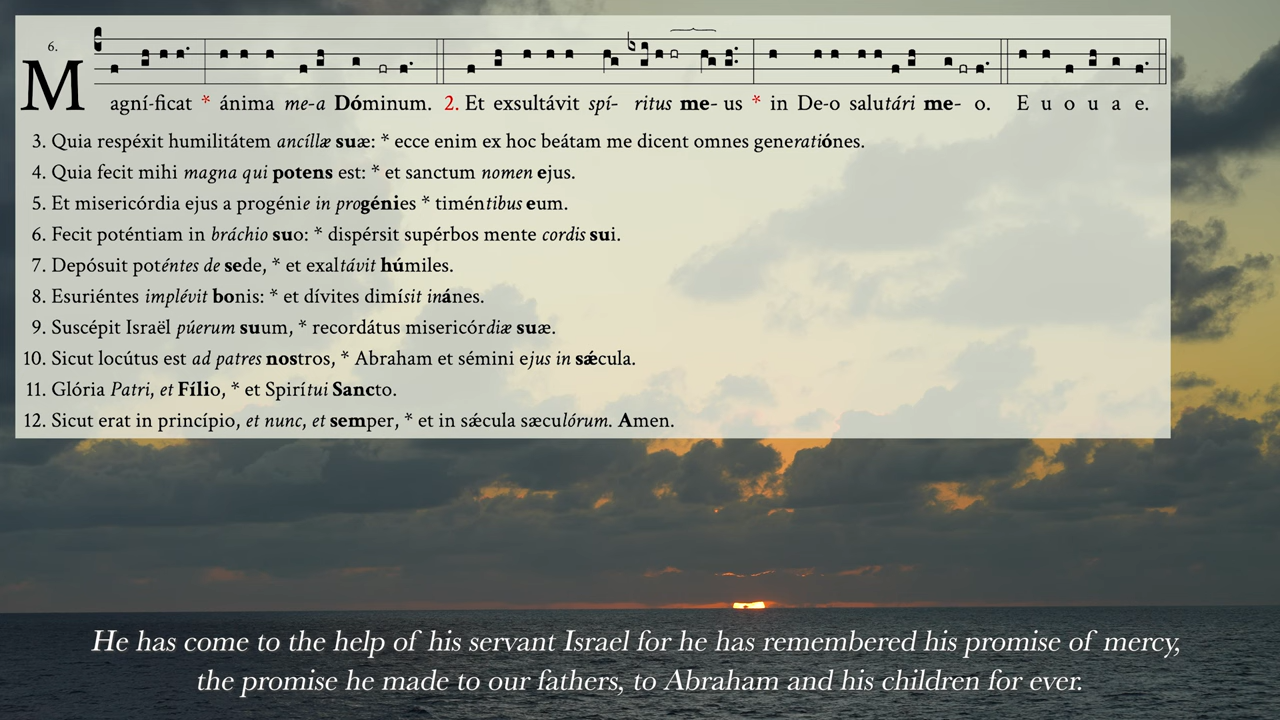 6.
Magní-ficat * ánima me-a Dóminum. 2. Et exsultávit spí- ritus me- us * in De-o salutári me- o. E u o u a e.
3. Quia respéxit humilitátem ancíllæ suæ: * ecce enim ex hoc beátam me dicent omnes generatiónes.
4. Quia fecit mihi magna qui potens est: * et sanctum nomen ejus.
5. Et misericórdia ejus a progénie in progénies * timéntibus eum.
6. Fecit poténtiam in bráchio suo: * dispérsit supérbos mente cordis sui.
7. Depósuit poténtes de sede, * et exaltávit húmiles.
8. Esuriéntes implévit bonis: * et dívites dimísit inánes.
9. Suscépit Israël púerum suum, * recordátus misericórdiæ suæ.
10. Sicut locútus est ad patres nostros, * Abraham et sémini ejus in sǽcula.
11. Glória Patri, et Fílio, * et Spirítui Sancto.
12. Sicut erat in princípio, et nunc, et semper, * et in sǽcula sæculórum. Amen.
He has come to the help of his servant Israel for he has remembered his promise of mercy,
the promise he made to our fathers, to Abraham and his children for ever.